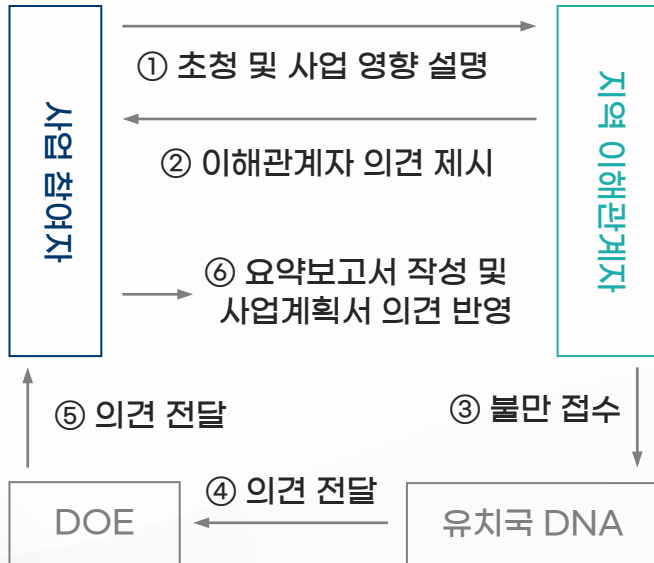 ① 초청 및 사업 영향 설명
사업 참여자
지역 이해관계자
② 이해관계자 의견 제시
⑥ 요약보고서 작성 및
사업계획서 의견 반영
⑤ 의견 전달
③ 불만 접수
④ 의견 전달
DOE
유치국 DNA